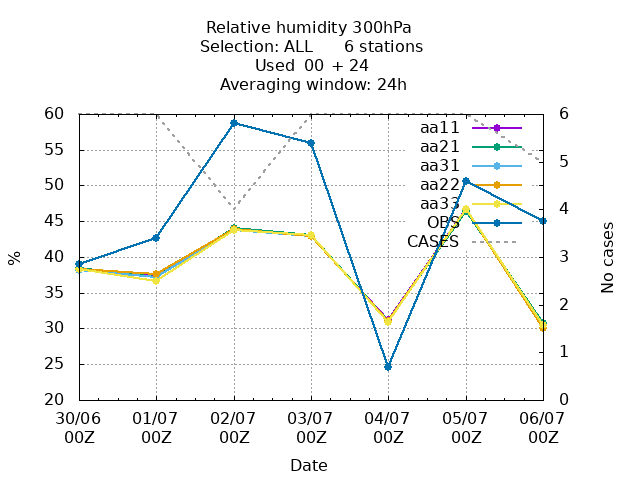 Relative humidity 300hPa
Selection: ALL 6 stations
Used 00 + 24
Averaging window: 24h
60 6
55 5
50
45 4
40 3
35
30 2
25 1
20 0
%
No cases
aa11
aa21
aa31
aa22
aa33
OBS
CASES
30/06 01/07 02/07 03/07 04/07 05/07 06/07
00Z 00Z 00Z 00Z 00Z 00Z 00Z
Date